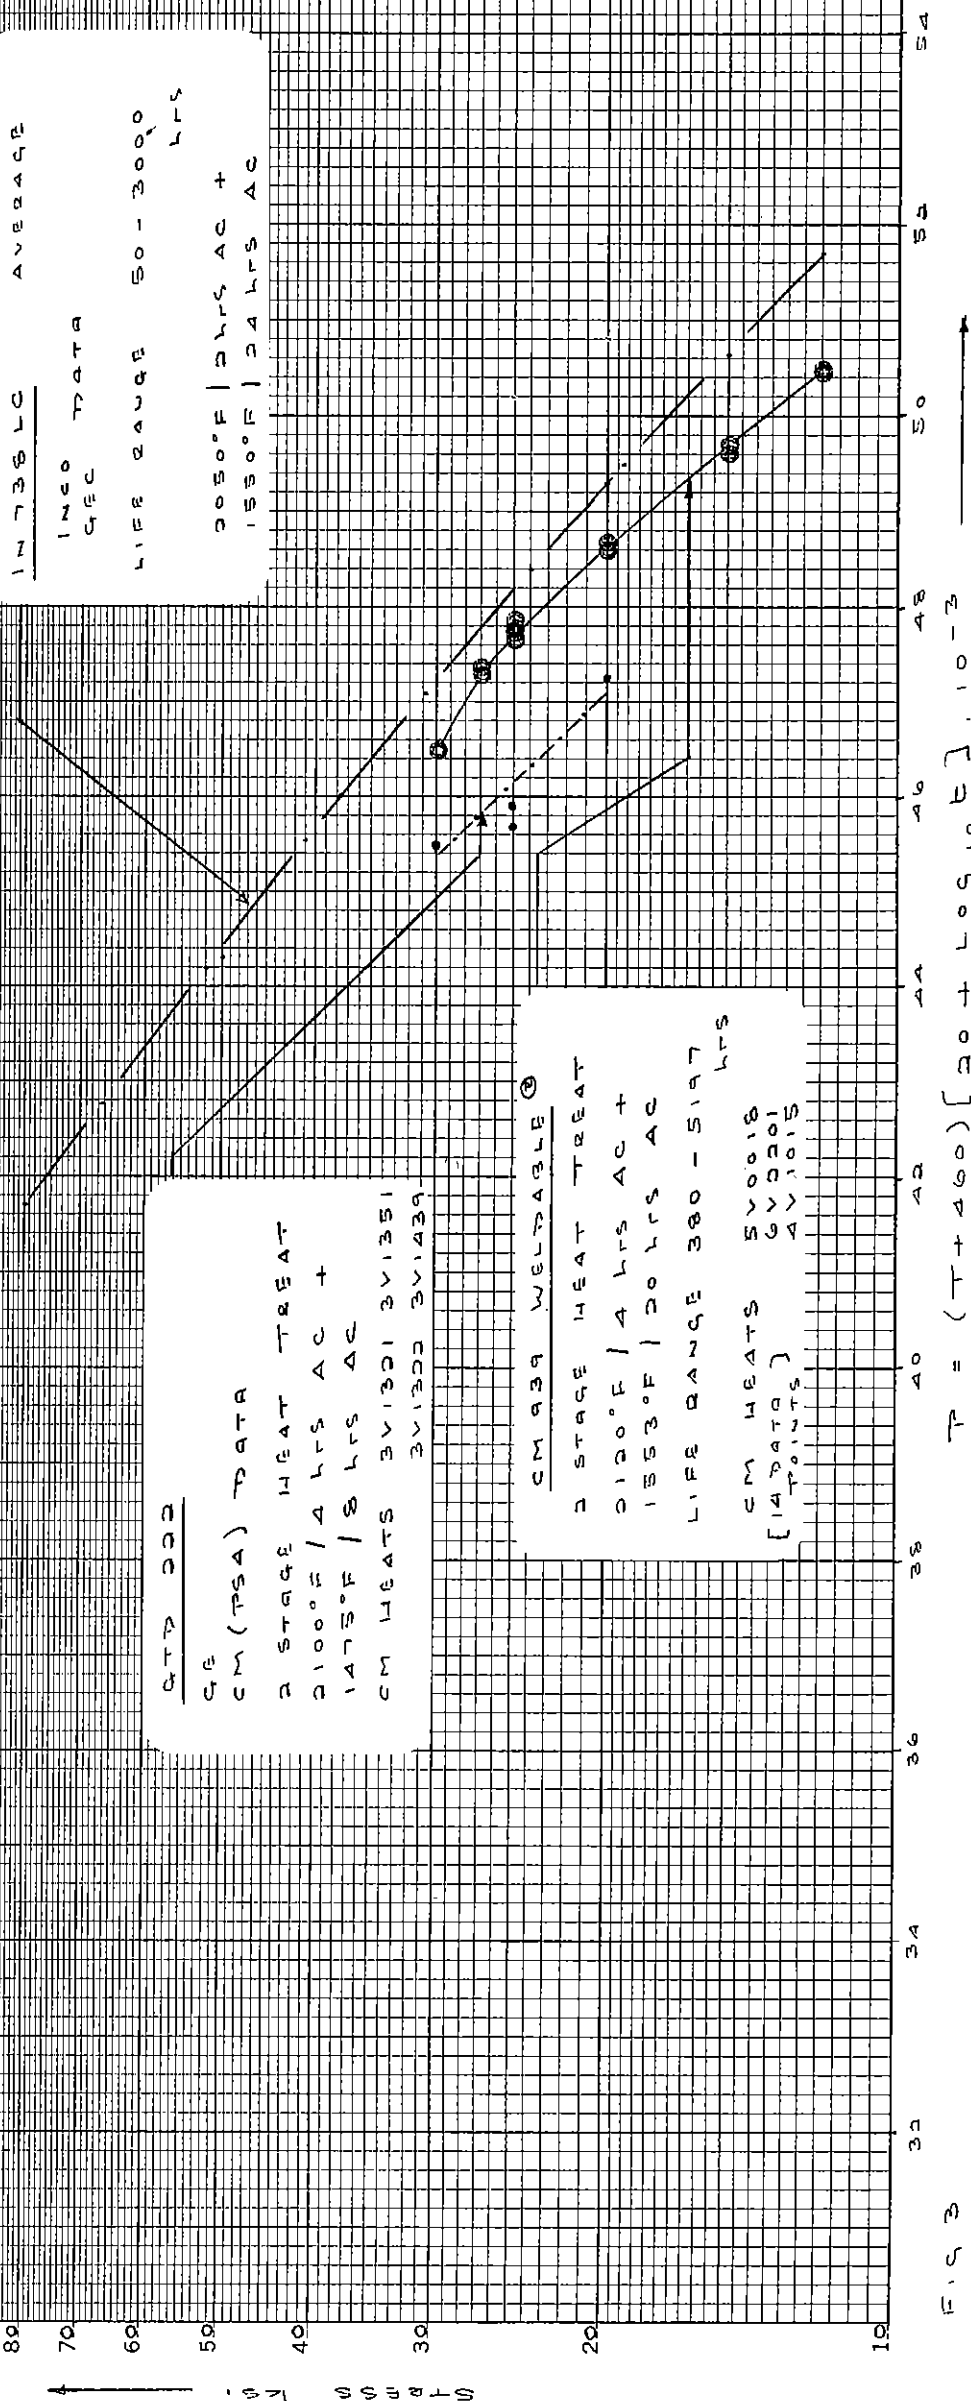 IN 738 LC AVERAGE
INCO DATA
GEC
LIFE RANGE 50-3000
hrs
2050°F / 2 hrs AC +
1550°F / 24 hrs AC
GTD 222
GE
CM (PSA) DATA
2 STAGE HEAT TREAT
2100°F / 4 hrs AC +
1475°F / 8 hrs AC
CM HEATS 3V1321 3V1351
3V1322 3V1439
CM 939 WELDABLE ®
2 STAGE HEAT TREAT
2120°F / 4 hrs AC +
1553°F / 20 hrs AC
LIFE RANGE 380-5197
hrs
CM HEATS 5V0018
6V2201
4V1015
[14 DATA
POINTS]
STRESS ksi
80
70
60
50
40
30
20
10
32
34
36
38
40
42
44
46
48
50
52
54
FIG 3
P = (T + 460) [20 + LOG 10 t] . 10-3